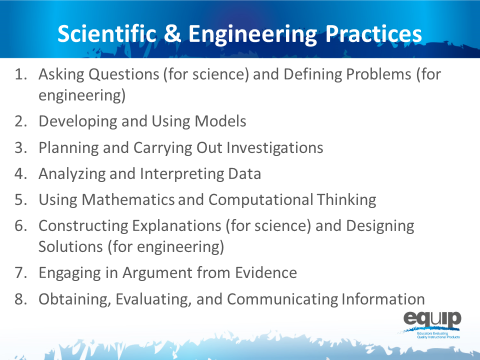 Scientific & Engineering Practices
1. Asking Questions (for science) and Defining Problems (for
engineering)
2. Developing and Using Models
3. Planning and Carrying Out Investigations
4. Analyzing and Interpreting Data
5. Using Mathematics and Computational Thinking
6. Constructing Explanations (for science) and Designing
Solutions (for engineering)
7. Engaging in Argument from Evidence
8. Obtaining, Evaluating, and Communicating Information
equip
Educators Evaluating
Quality Instructional Products